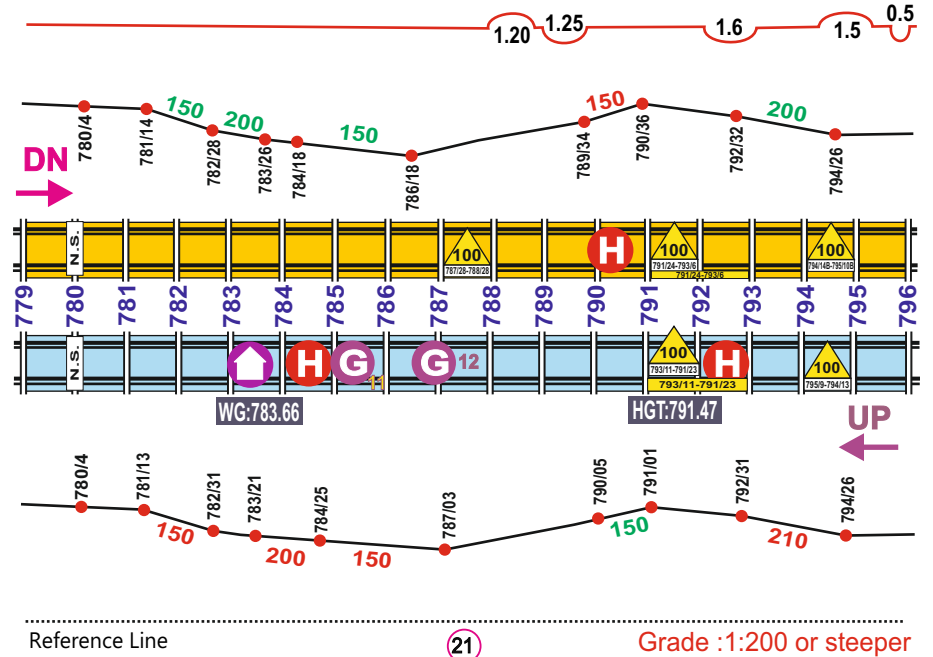 1.20 1.25 1.6 1.5 0.5
150 200 150 150 200
780/4 781/14 782/28 783/26 784/18 786/18 789/34 790/36 792/32 794/26
DN
N.S. 100 H 100 100
787/28-788/28 791/24-793/6 794/14B-795/10B
791/24-793/6
779 780 781 782 783 784 785 786 787 788 789 790 791 792 793 794 795 796
N.S. H G 11 G 12 100 H 100
793/11-791/23 795/9-794/13
793/11-791/23
WG:783.66 HGT:791.47
UP
780/4 781/13 782/31 783/21 784/25 787/03 790/05 791/01 792/31 794/26
150 200 150 150 210
Reference Line 21 Grade :1:200 or steeper